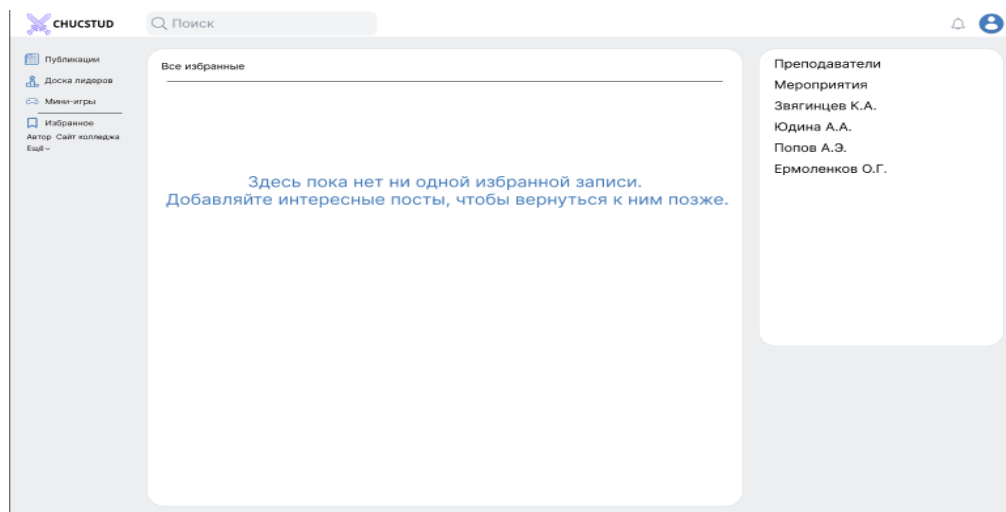 CHUCSTUD
Поиск
Публикации
Доска лидеров
Мини-игры
Избранное
Автор Сайт колледжа
Ещё
Все избранные
Здесь пока нет ни одной избранной записи.
Добавляйте интересные посты, чтобы вернуться к ним позже.
Преподаватели
Мероприятия
Звягинцев К.А.
Юдина А.А.
Попов А.Э.
Ермоленков О.Г.